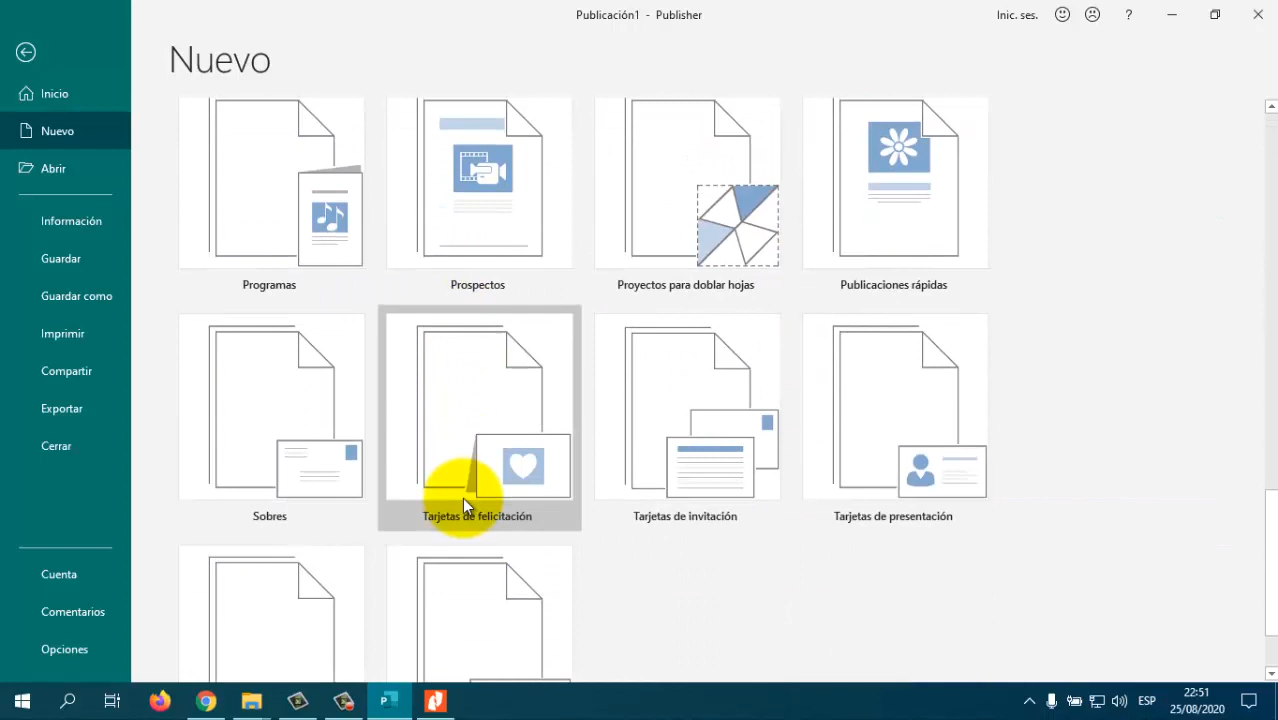 Publicación1 - Publisher
Inic. ses.
?
Nuevo
Inicio
Nuevo
Abrir
Información
Guardar
Guardar como
Imprimir
Compartir
Exportar
Cerrar
Cuenta
Comentarios
Opciones
Programas
Prospectos
Proyectos para doblar hojas
Publicaciones rápidas
Sobres
Tarjetas de felicitación
Tarjetas de invitación
Tarjetas de presentación
ESP
22:51
25/08/2020